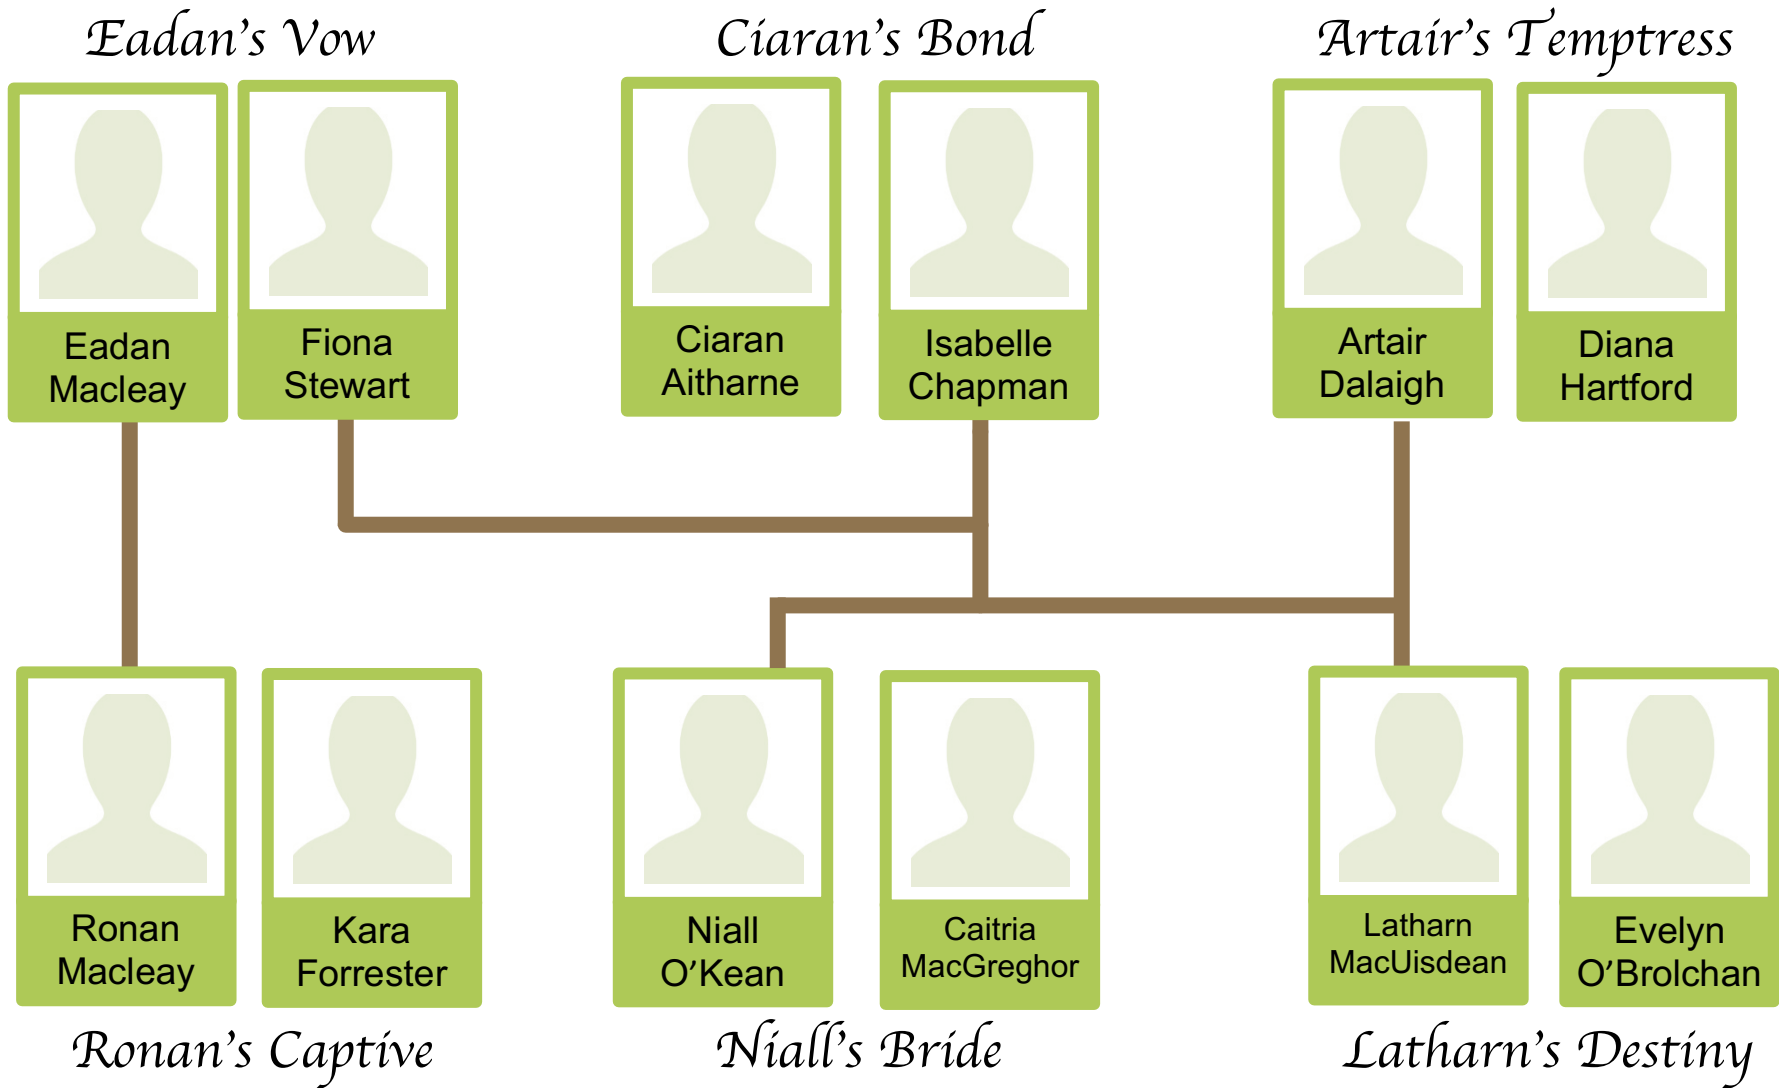 Eadan's Vow
Ciaran's Bond
Artair's Temptress
Eadan
Macleay
Fiona
Stewart
Ciaran
Aitharne
Isabelle
Chapman
Artair
Dalaigh
Diana
Hartford
Ronan
Macleay
Kara
Forrester
Niall
O'Kean
Caitria
MacGreghor
Latharn
MacUisdean
Evelyn
O'Brolchan
Ronan's Captive
Niall's Bride
Latharn's Destiny